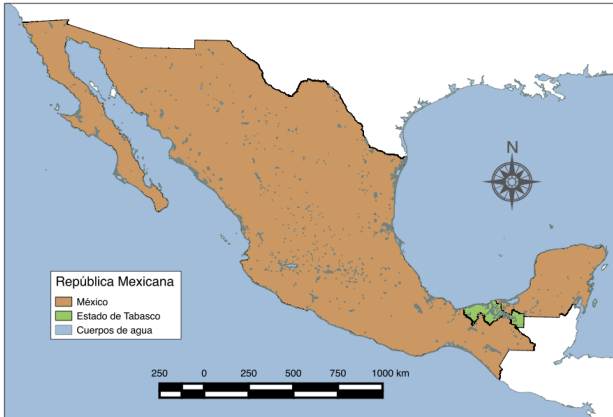 N
República Mexicana
México
Estado de Tabasco
Cuerpos de agua
250 0 250 500 750 1000 km